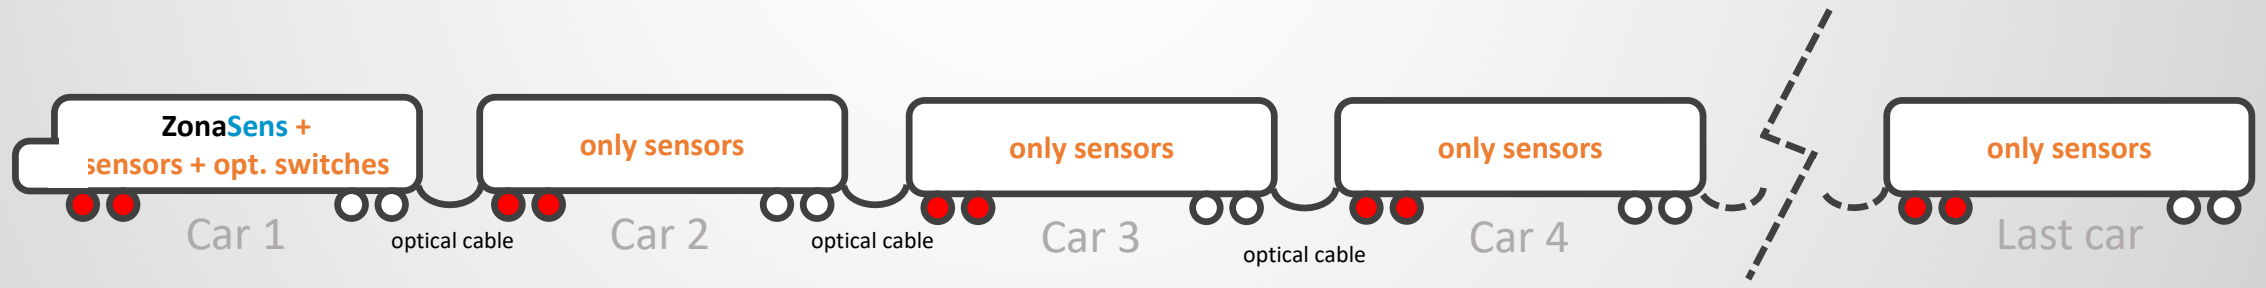 ZonaSens +
sensors + opt. switches
only sensors
only sensors
only sensors
only sensors
Car 1
optical cable
Car 2
optical cable
Car 3
optical cable
Car 4
Last car